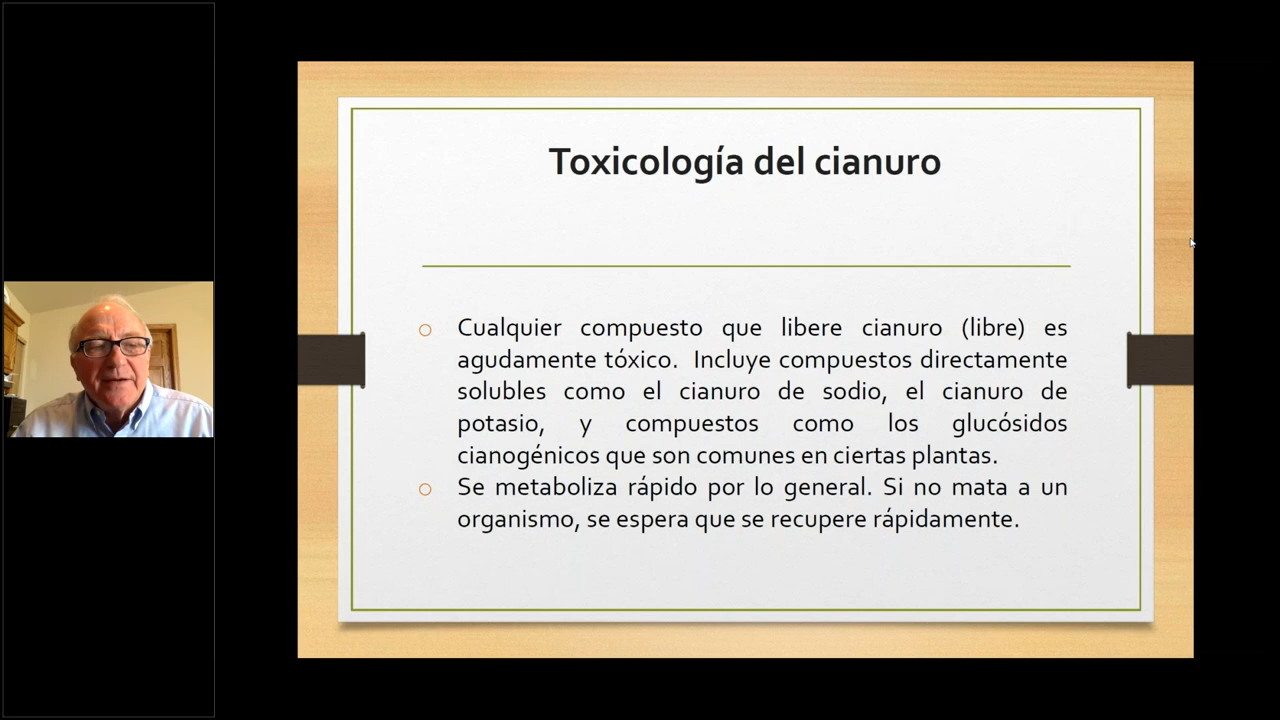 Toxicología del cianuro
Cualquier compuesto que libere cianuro (libre) es
agudamente tóxico. Incluye compuestos directamente
solubles como el cianuro de sodio, el cianuro de
potasio, y compuestos como los glucósidos
cianogénicos que son comunes en ciertas plantas.
Se metaboliza rápido por lo general. Si no mata a un
organismo, se espera que se recupere rápidamente.